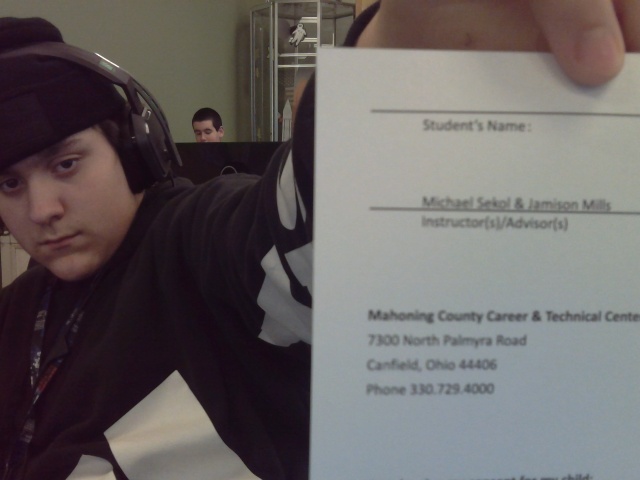 Student's Name:
Michael Sekol & Jamison Mills
Instructor(s)/Advisor(s)
Mahoning County Career & Technical Cente
7300 North Palmyra Road
Canfield, Ohio 44406
Phone 330.729.4000
consent for my child: